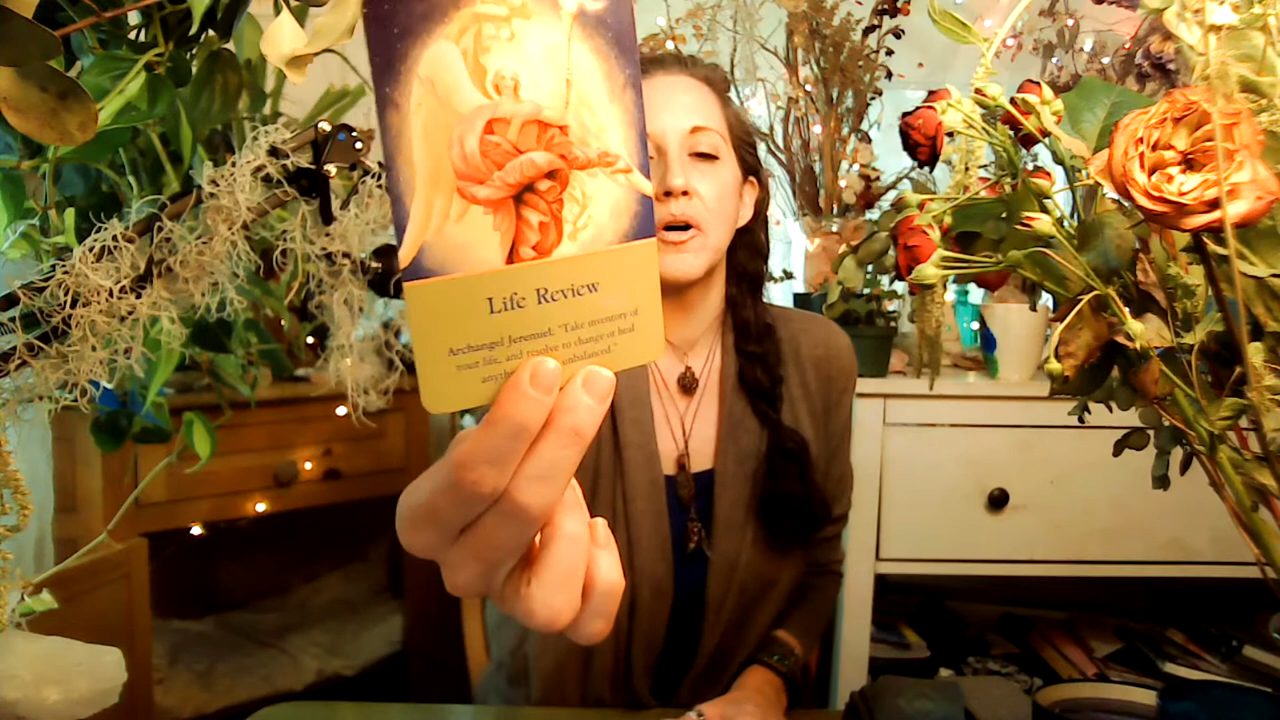 Life Review
Archangel Jeremiel: "Take inventory of
your life, and resolve to change or heal
unbalanced."